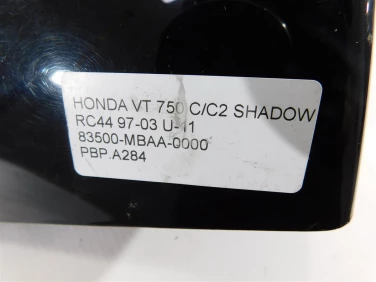 HONDA VT 750 C/C2 SHADOW
RC44 97-03 U-11
83500-MBAA-0000
PBP.A284